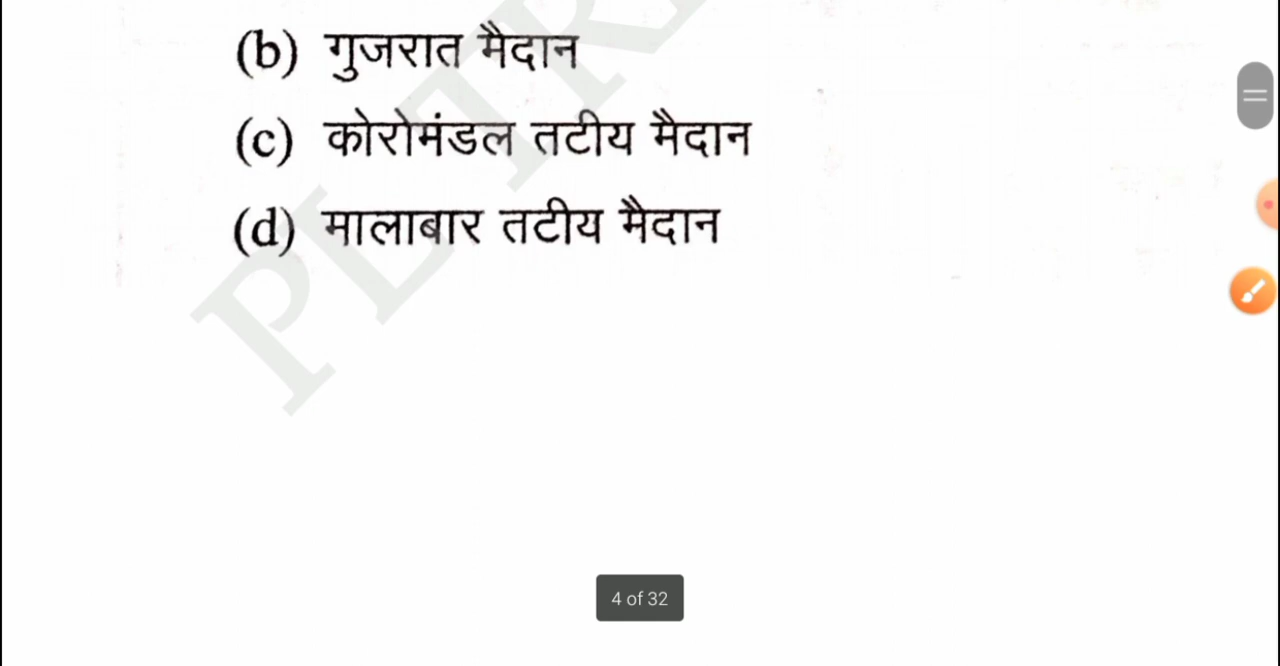 (b) गुजरात मैदान
(c) कोरोमंडल तटीय मैदान
(d) मालाबार तटीय मैदान
4 of 32